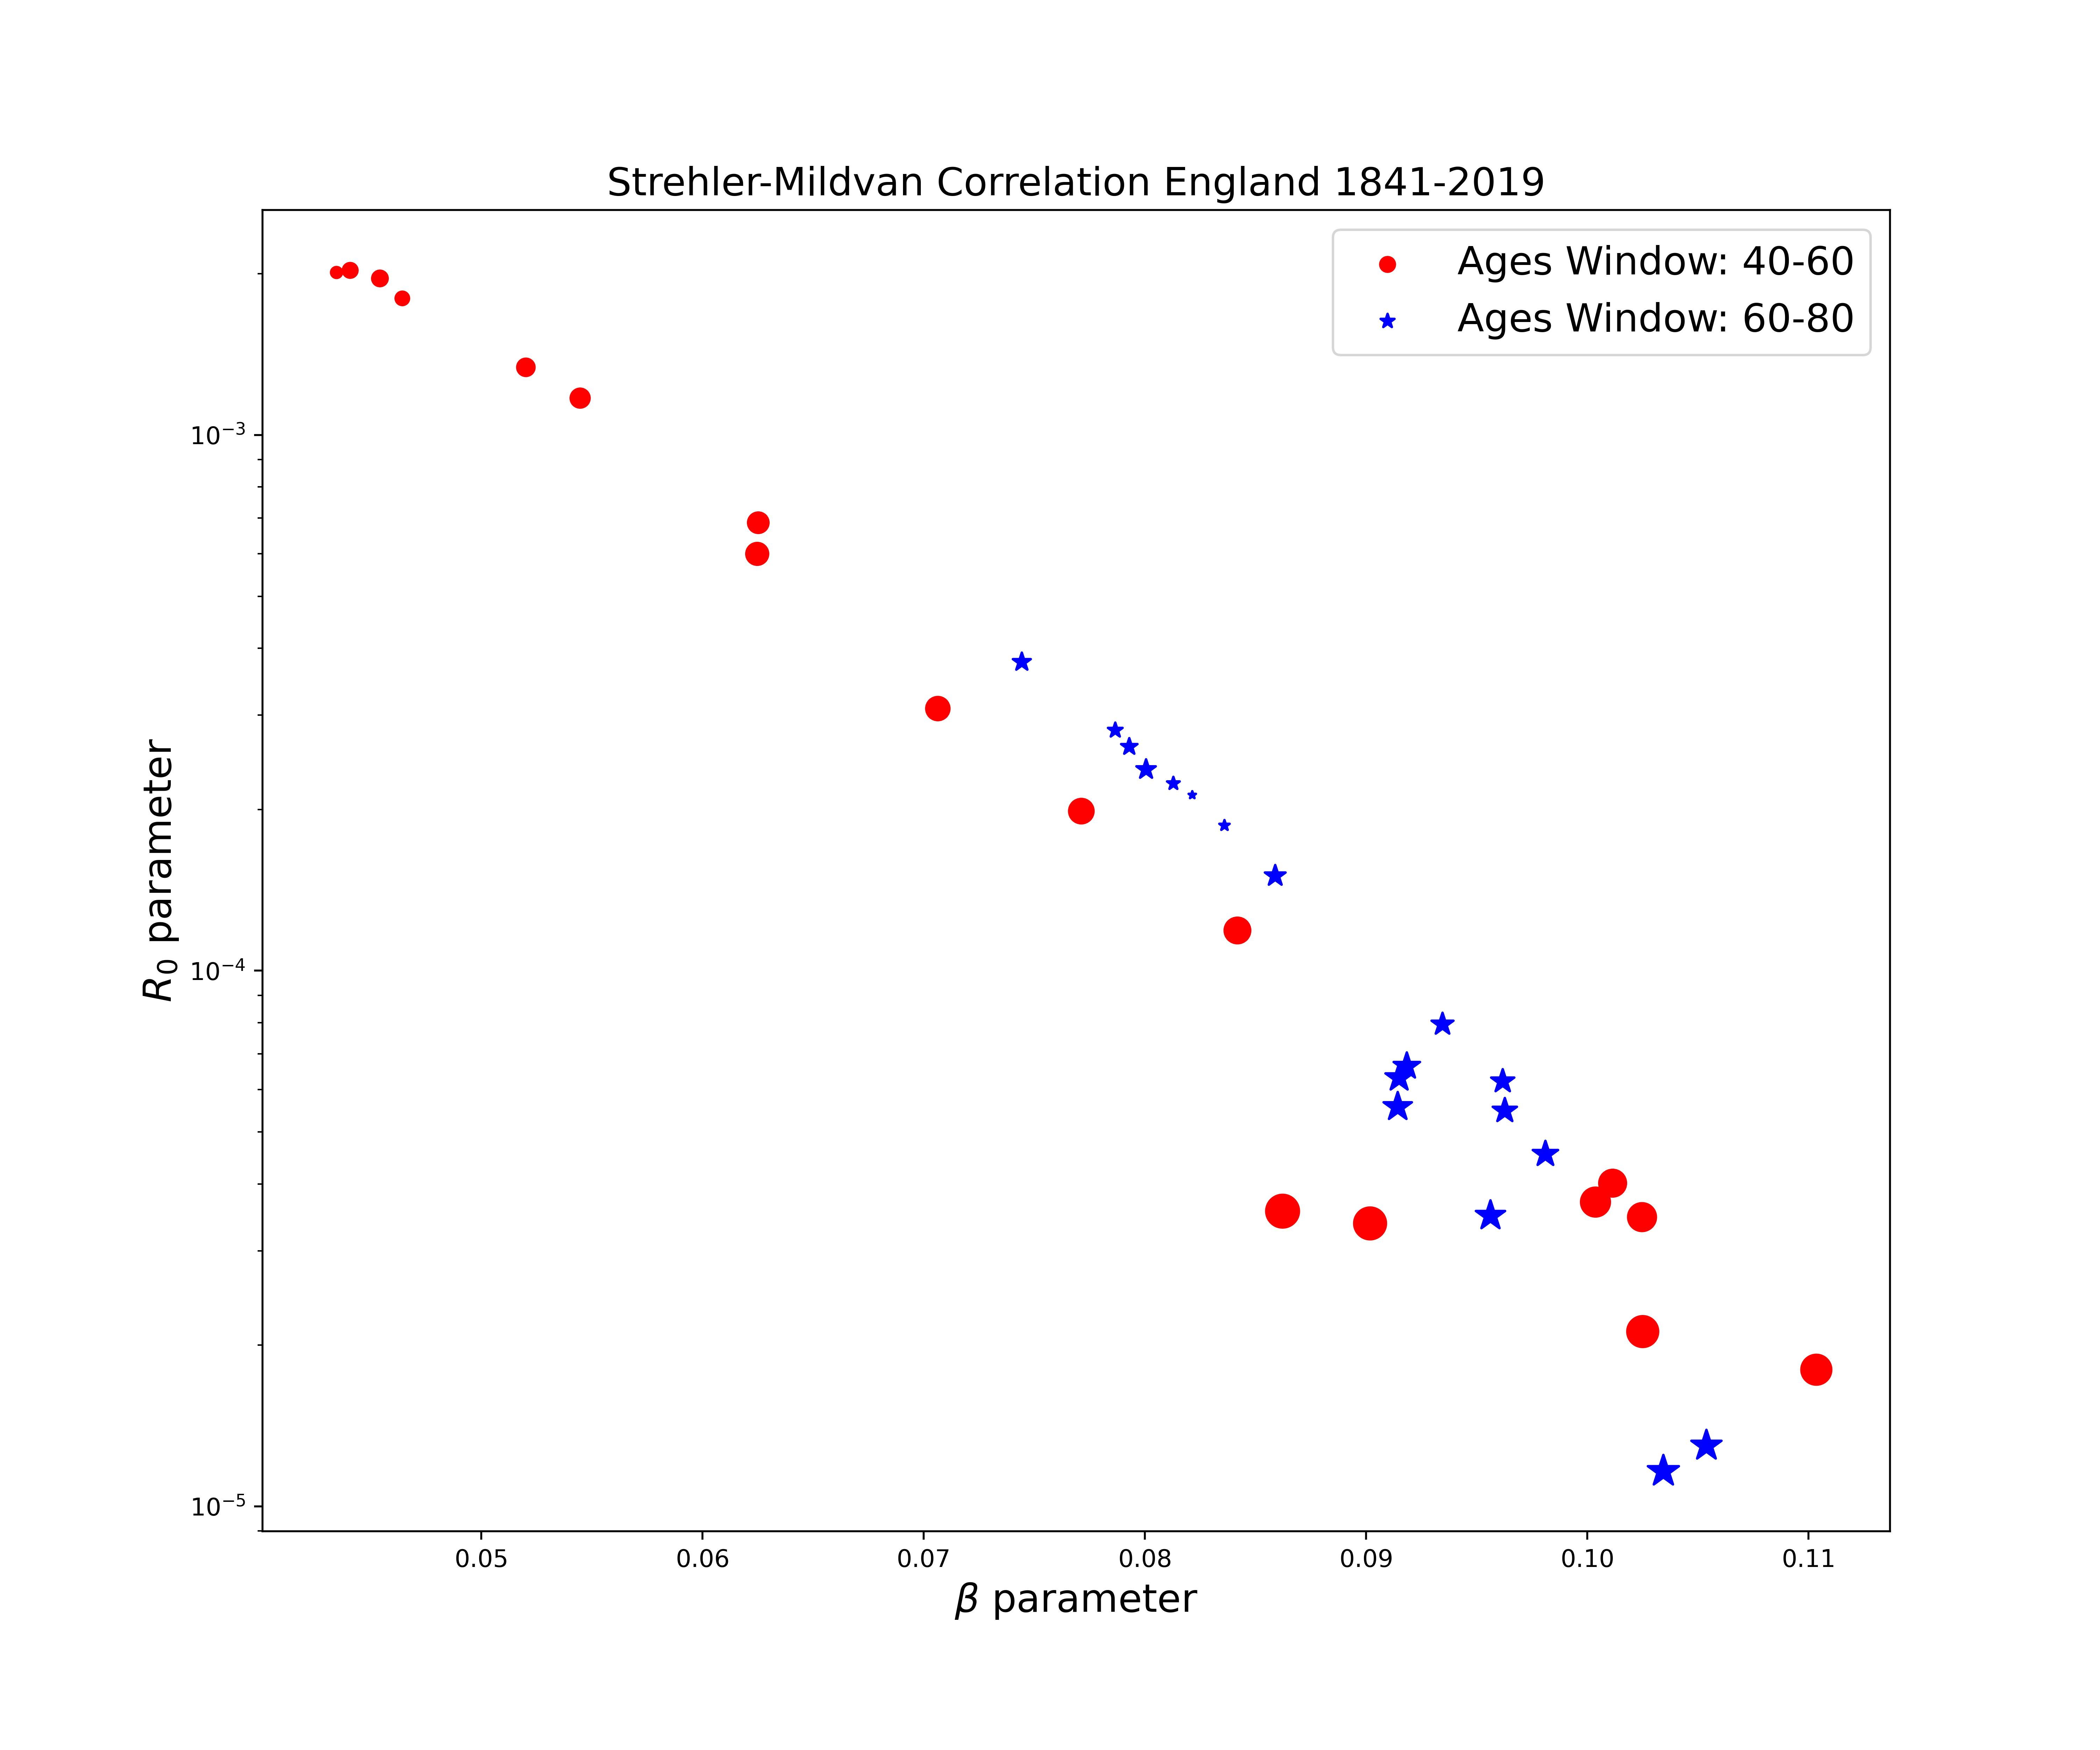 Strehler-Mildvan Correlation England 1841-2019
Ages Window: 40-60
Ages Window: 60-80
10⁻³
10⁻⁴
10⁻⁵
R₀ parameter
0.05 0.06 0.07 0.08 0.09 0.10 0.11
β parameter